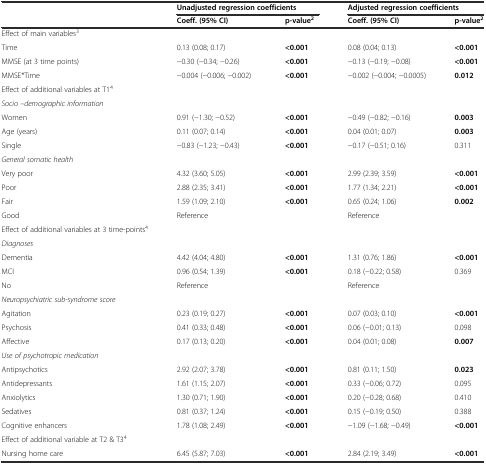 Unadjusted regression coefficients Adjusted regression coefficients
Coeff. (95% CI) p-value2 Coeff. (95% CI) p-value2
Effect of main variables3
Time 0.13 (0.08; 0.17) <0.001 0.08 (0.04; 0.13) <0.001
MMSE (at 3 time points) −0.30 (−0.34; −0.26) <0.001 −0.13 (−0.19; −0.08) <0.001
MMSE*Time −0.004 (−0.006; −0.002) <0.001 −0.002 (−0.004; −0.0005) 0.012
Effect of additional variables at T14
Socio –demographic information
Women 0.91 (−1.30; −0.52) <0.001 −0.49 (−0.82; −0.16) 0.003
Age (years) 0.11 (0.07; 0.14) <0.001 0.04 (0.01; 0.07) 0.003
Single −0.83 (−1.23; −0.43) <0.001 −0.17 (−0.51; 0.16) 0.311
General somatic health
Very poor 4.32 (3.60; 5.05) <0.001 2.99 (2.39; 3.59) <0.001
Poor 2.88 (2.35; 3.41) <0.001 1.77 (1.34; 2.21) <0.001
Fair 1.59 (1.09; 2.10) <0.001 0.65 (0.24; 1.06) 0.002
Good Reference Reference
Effect of additional variables at 3 time-points4
Diagnoses
Dementia 4.42 (4.04; 4.80) <0.001 1.31 (0.76; 1.86) <0.001
MCI 0.96 (0.54; 1.39) <0.001 0.18 (−0.22; 0.58) 0.369
No Reference Reference
Neuropsychiatric sub-syndrome score
Agitation 0.23 (0.19; 0.27) <0.001 0.07 (0.03; 0.10) <0.001
Psychosis 0.41 (0.33; 0.48) <0.001 0.06 (−0.01; 0.13) 0.098
Affective 0.17 (0.13; 0.20) <0.001 0.04 (0.01; 0.08) 0.007
Use of psychotropic medication
Antipsychotics 2.92 (2.07; 3.78) <0.001 0.81 (0.11; 1.50) 0.023
Antidepressants 1.61 (1.15; 2.07) <0.001 0.33 (−0.06; 0.72) 0.095
Anxiolytics 1.30 (0.71; 1.90) <0.001 0.20 (−0.28; 0.68) 0.410
Sedatives 0.81 (0.37; 1.24) <0.001 0.15 (−0.19; 0.50) 0.388
Cognitive enhancers 1.78 (1.08; 2.49) <0.001 −1.09 (−1.68; −0.49) <0.001
Effect of additional variable at T2 & T34
Nursing home care 6.45 (5.87; 7.03) <0.001 2.84 (2.19; 3.49) <0.001